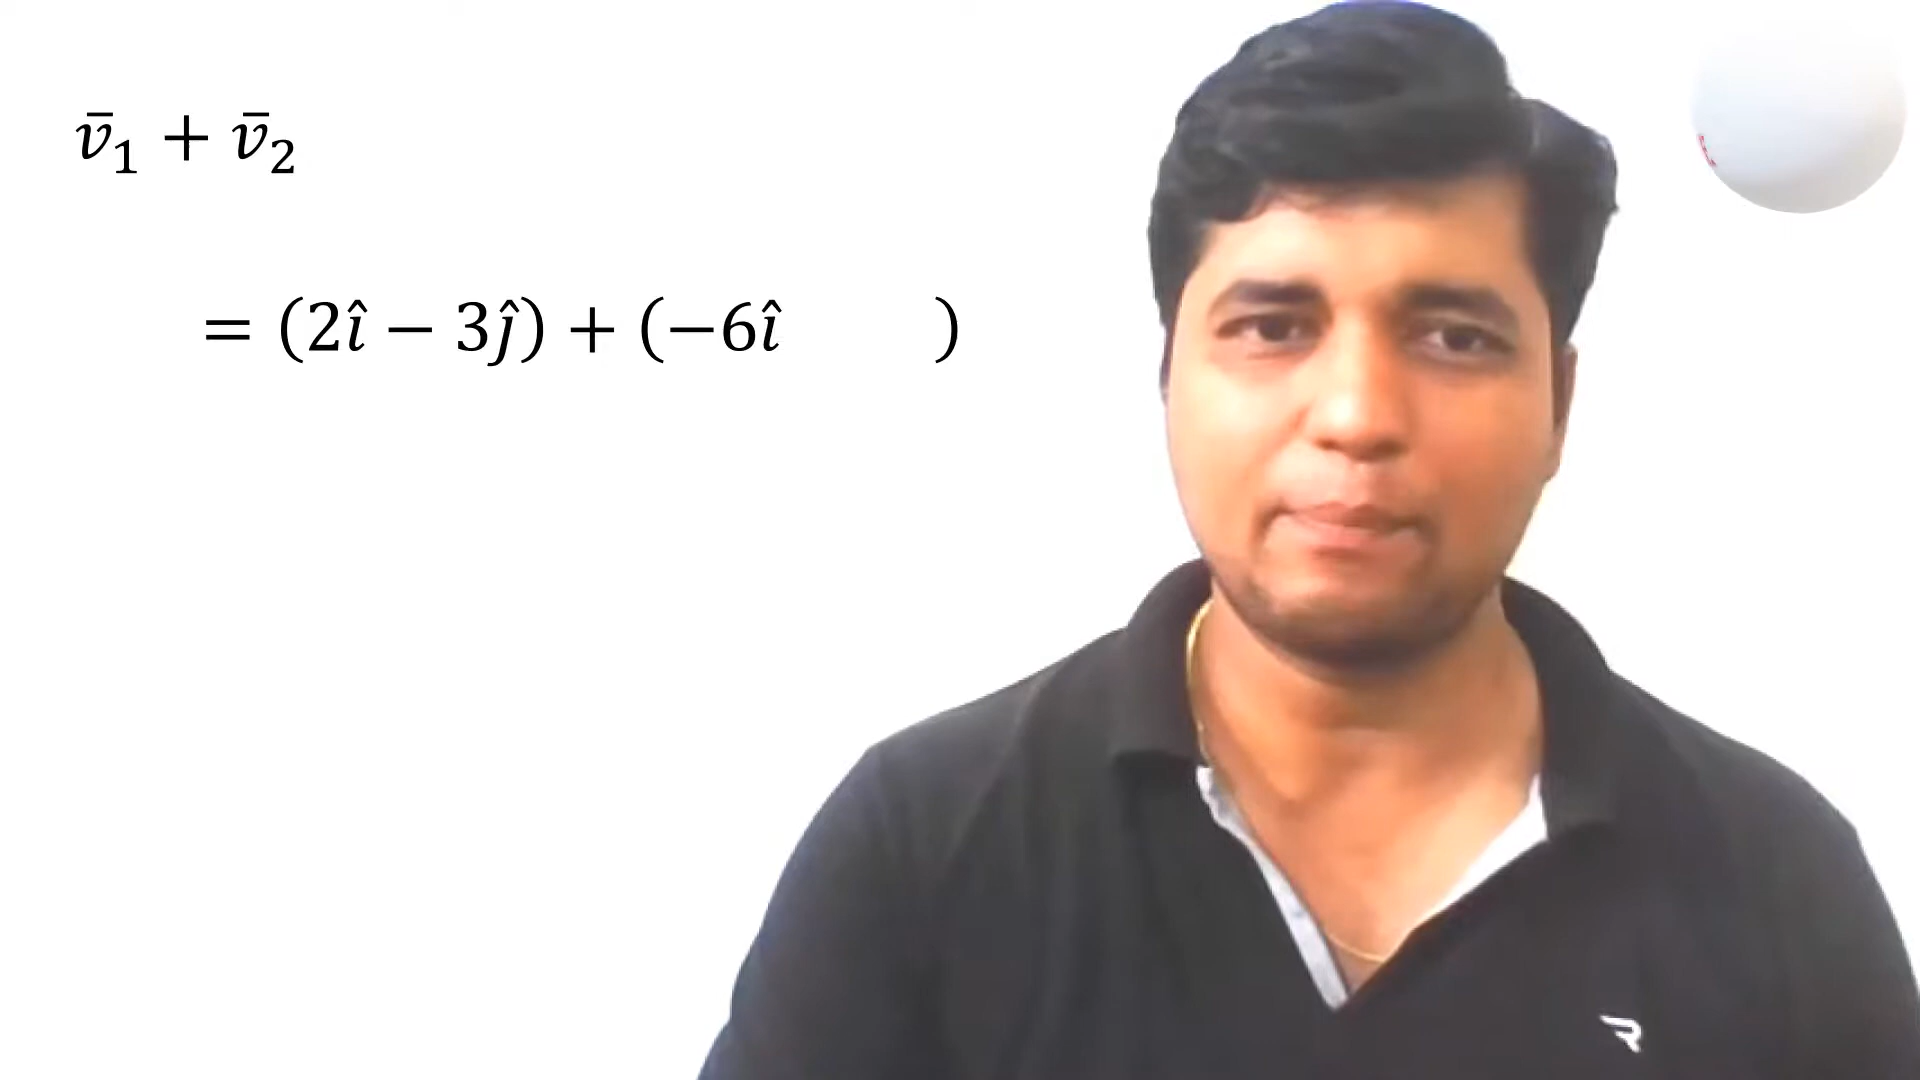 v̄₁ + v̄₂
= (2î − 3ĵ) + (−6î )